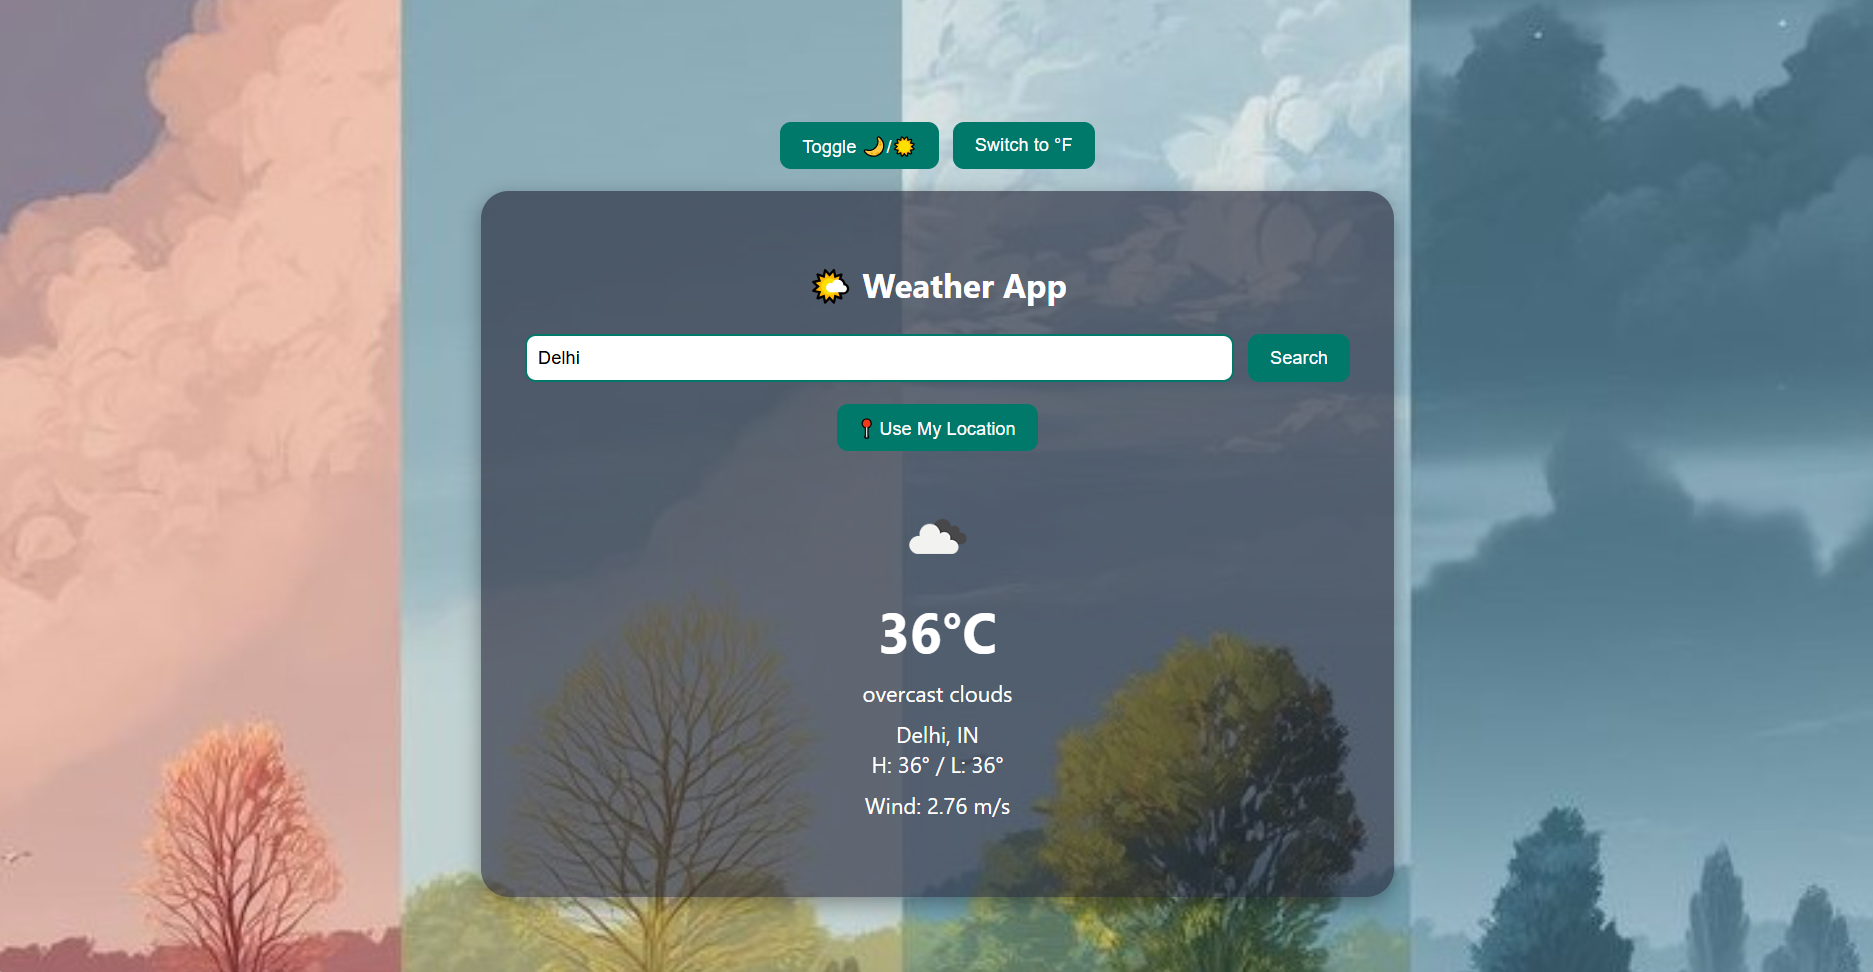 Toggle 🌙/☀️ Switch to °F
🌤️ Weather App
Delhi Search
📍 Use My Location
36°C
overcast clouds
Delhi, IN
H: 36° / L: 36°
Wind: 2.76 m/s